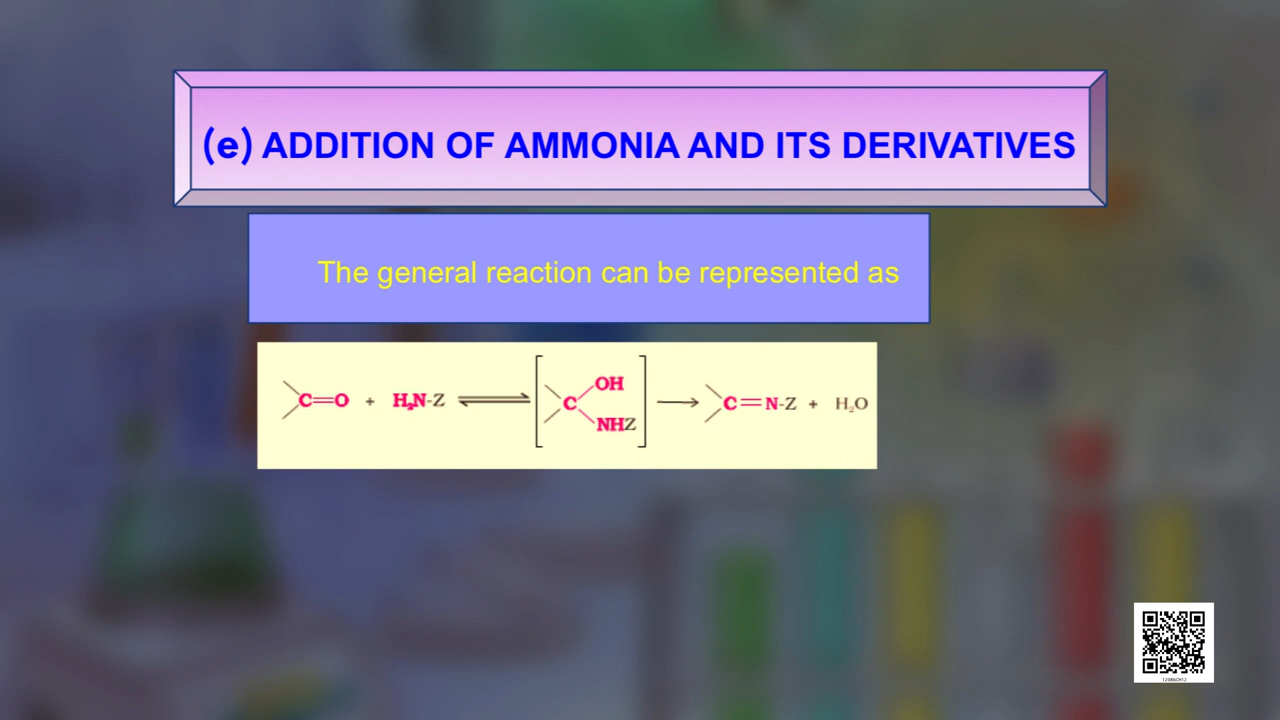 (e) ADDITION OF AMMONIA AND ITS DERIVATIVES
The general reaction can be represented as
C=O + H₂N-Z ⇌ [C OH NHZ] → C=N-Z + H₂O